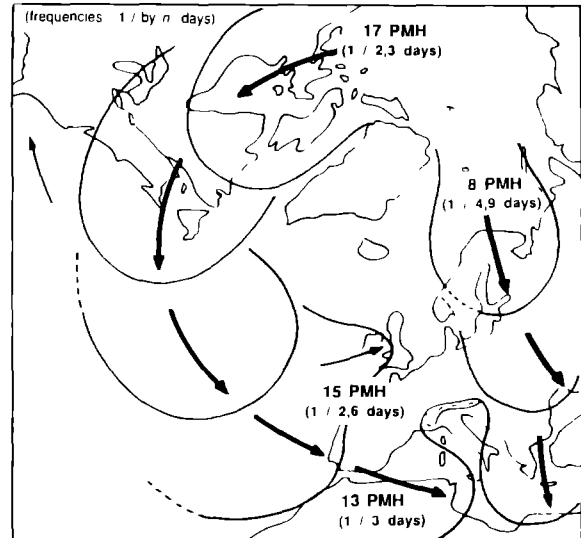 (frequencies 1 / by n days)
17 PMH
(1 / 2,3 days)
8 PMH
(1 / 4,9 days)
15 PMH
(1 / 2,6 days)
13 PMH
(1 / 3 days)